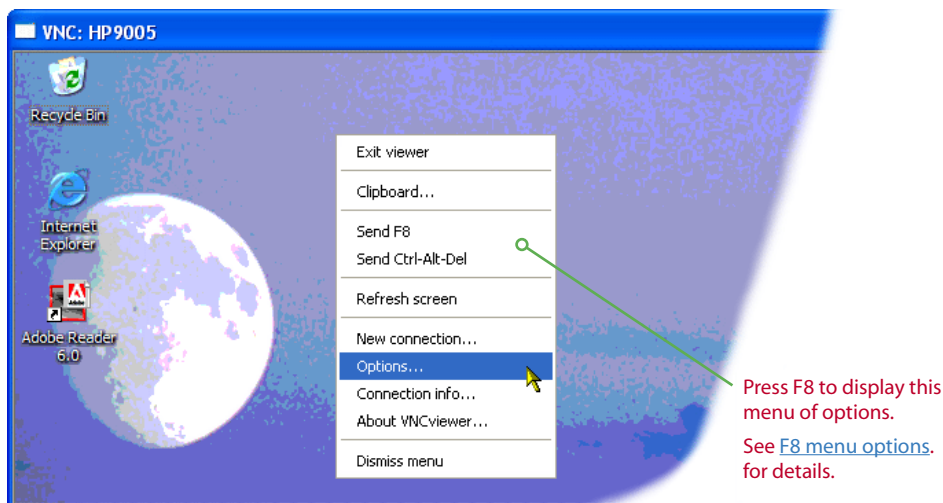 VNC: HP9005
Recycle Bin
Internet
Explorer
Adobe
Adobe Reader
6.0
Exit viewer
Clipboard...
Send F8
Send Ctrl-Alt-Del
Refresh screen
New connection...
Options...
Connection info...
About VNCviewer...
Dismiss menu
Press F8 to display this
menu of options.
See F8 menu options.
for details.